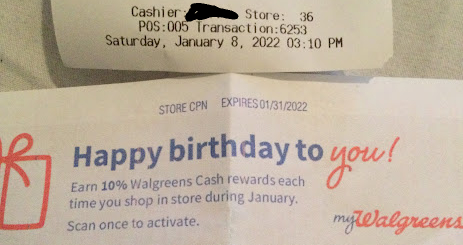 Cashier: Store: 36
POS:005 Transaction:6253
Saturday, January 8, 2022 03:10 PM
STORE CPN EXPIRES 01/31/2022
Happy birthday to you!
Earn 10% Walgreens Cash rewards each
time you shop in store during January.
Scan once to activate.
myWalgreens